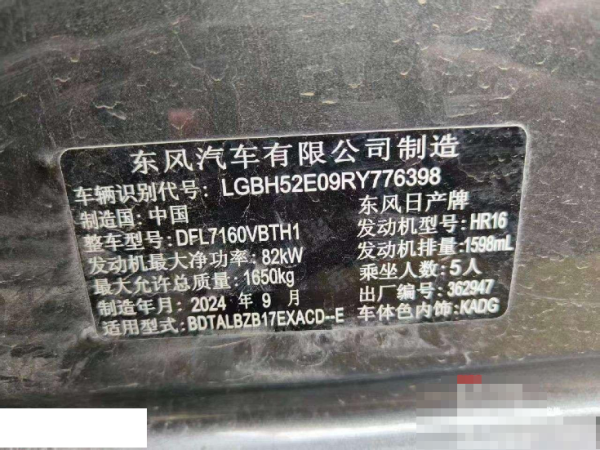 东风汽车有限公司制造
车辆识别代号: LGBH52E09RY776398
制造国: 中国 东风日产牌
整车型号: DFL7160VBTH1 发动机型号: HR16
发动机最大净功率: 82kW 发动机排量: 1598mL
最大允许总质量: 1650kg 乘坐人数: 5人
制造年月: 2024 年 9 月 出厂编号: 362947
适用型式: BDTALBZB17EXACD--E 车体色内饰: KADG